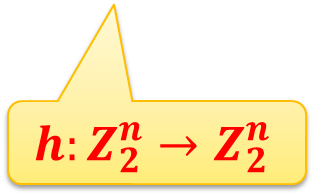 h: Z₂ⁿ → Z₂ⁿ